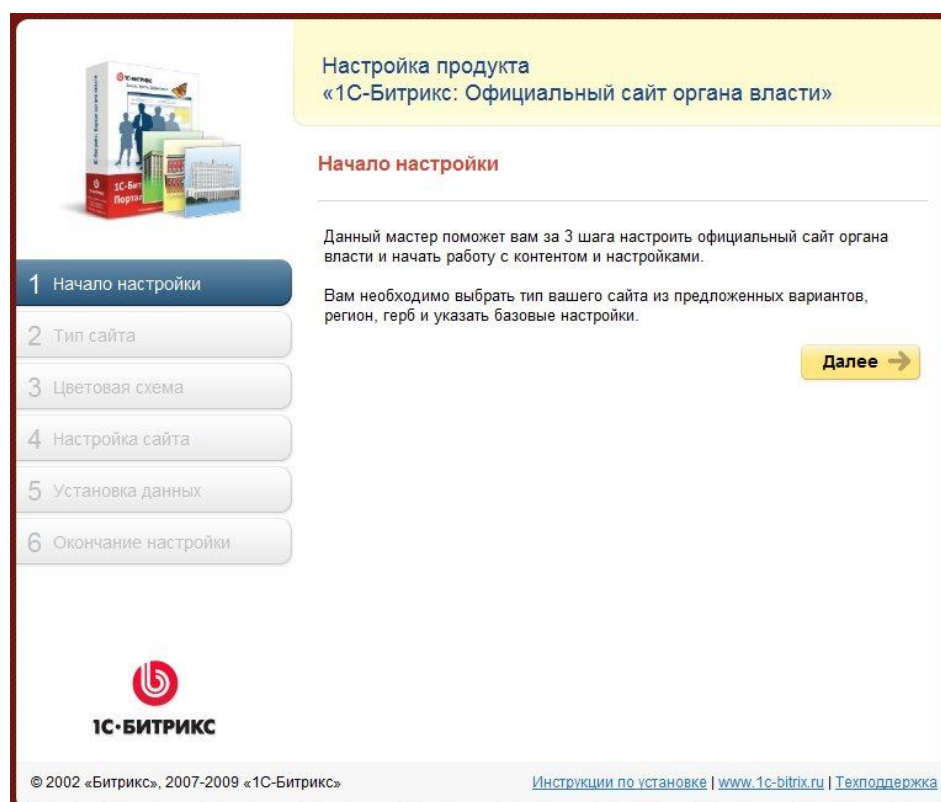 Настройка продукта
«1С-Битрикс: Официальный сайт органа власти»
Начало настройки
Данный мастер поможет вам за 3 шага настроить официальный сайт органа
власти и начать работу с контентом и настройками.
Вам необходимо выбрать тип вашего сайта из предложенных вариантов,
регион, герб и указать базовые настройки.
Далее
1 Начало настройки
2 Тип сайта
3 Цветовая схема
4 Настройка сайта
5 Установка данных
6 Окончание настройки
1С·БИТРИКС
© 2002 «Битрикс», 2007-2009 «1С-Битрикс»
Инструкции по установке | www.1c-bitrix.ru | Техподдержка